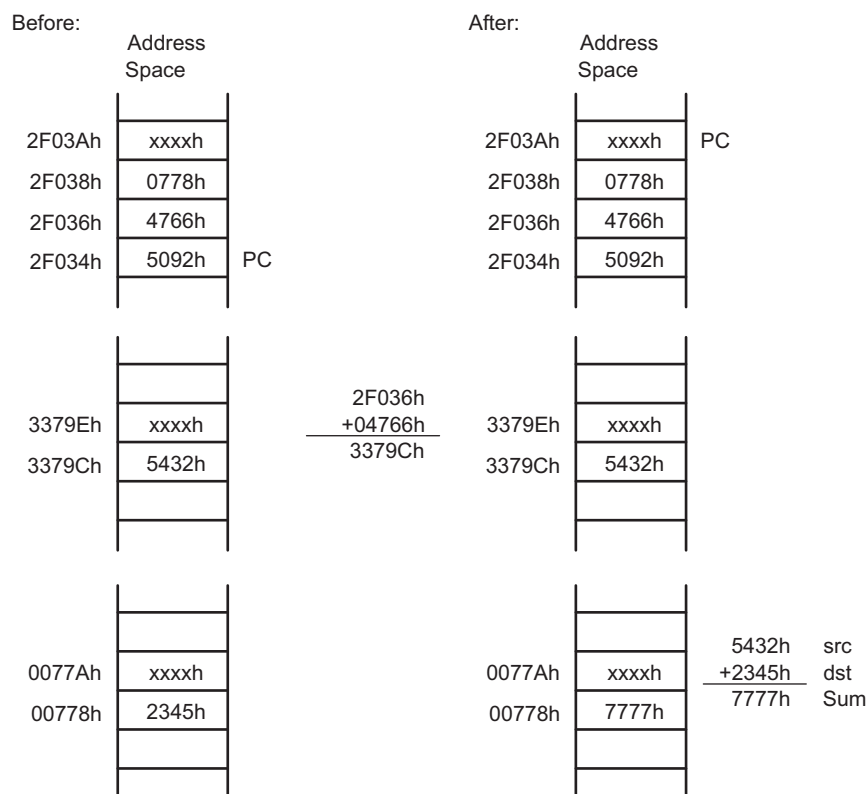 Before:
Address
Space
2F03Ah xxxxh
2F038h 0778h
2F036h 4766h
2F034h 5092h PC
3379Eh xxxxh
3379Ch 5432h
0077Ah xxxxh
00778h 2345h
2F036h
+04766h
3379Ch
After:
Address
Space
2F03Ah xxxxh PC
2F038h 0778h
2F036h 4766h
2F034h 5092h
3379Eh xxxxh
3379Ch 5432h
0077Ah xxxxh
00778h 7777h
5432h src
+2345h dst
7777h Sum